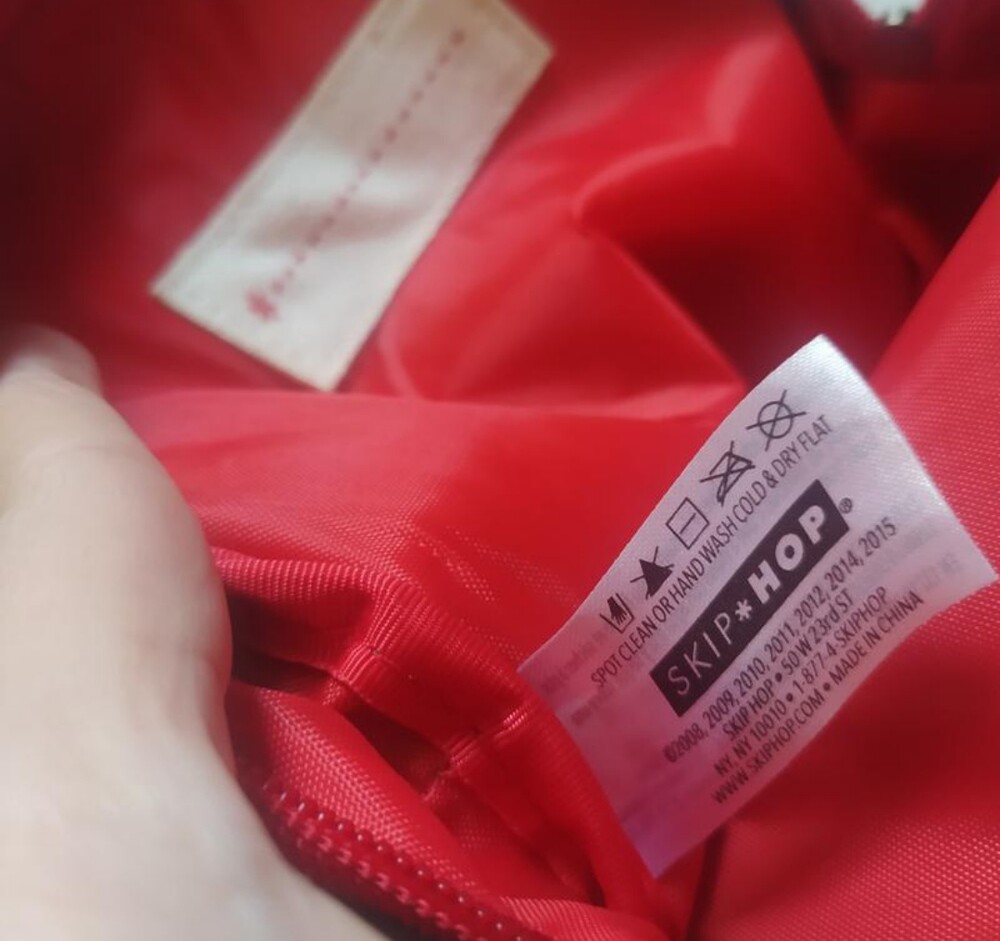 SPOT CLEAN OR HAND WASH COLD & DRY FLAT
SKIP*HOP®
©2008, 2009, 2010, 2011, 2012, 2014, 2015
SKIP HOP • 50 W 23rd ST
NY, NY 10010 • 1-877-4-SKIPHOP
WWW.SKIPHOP.COM • MADE IN CHINA